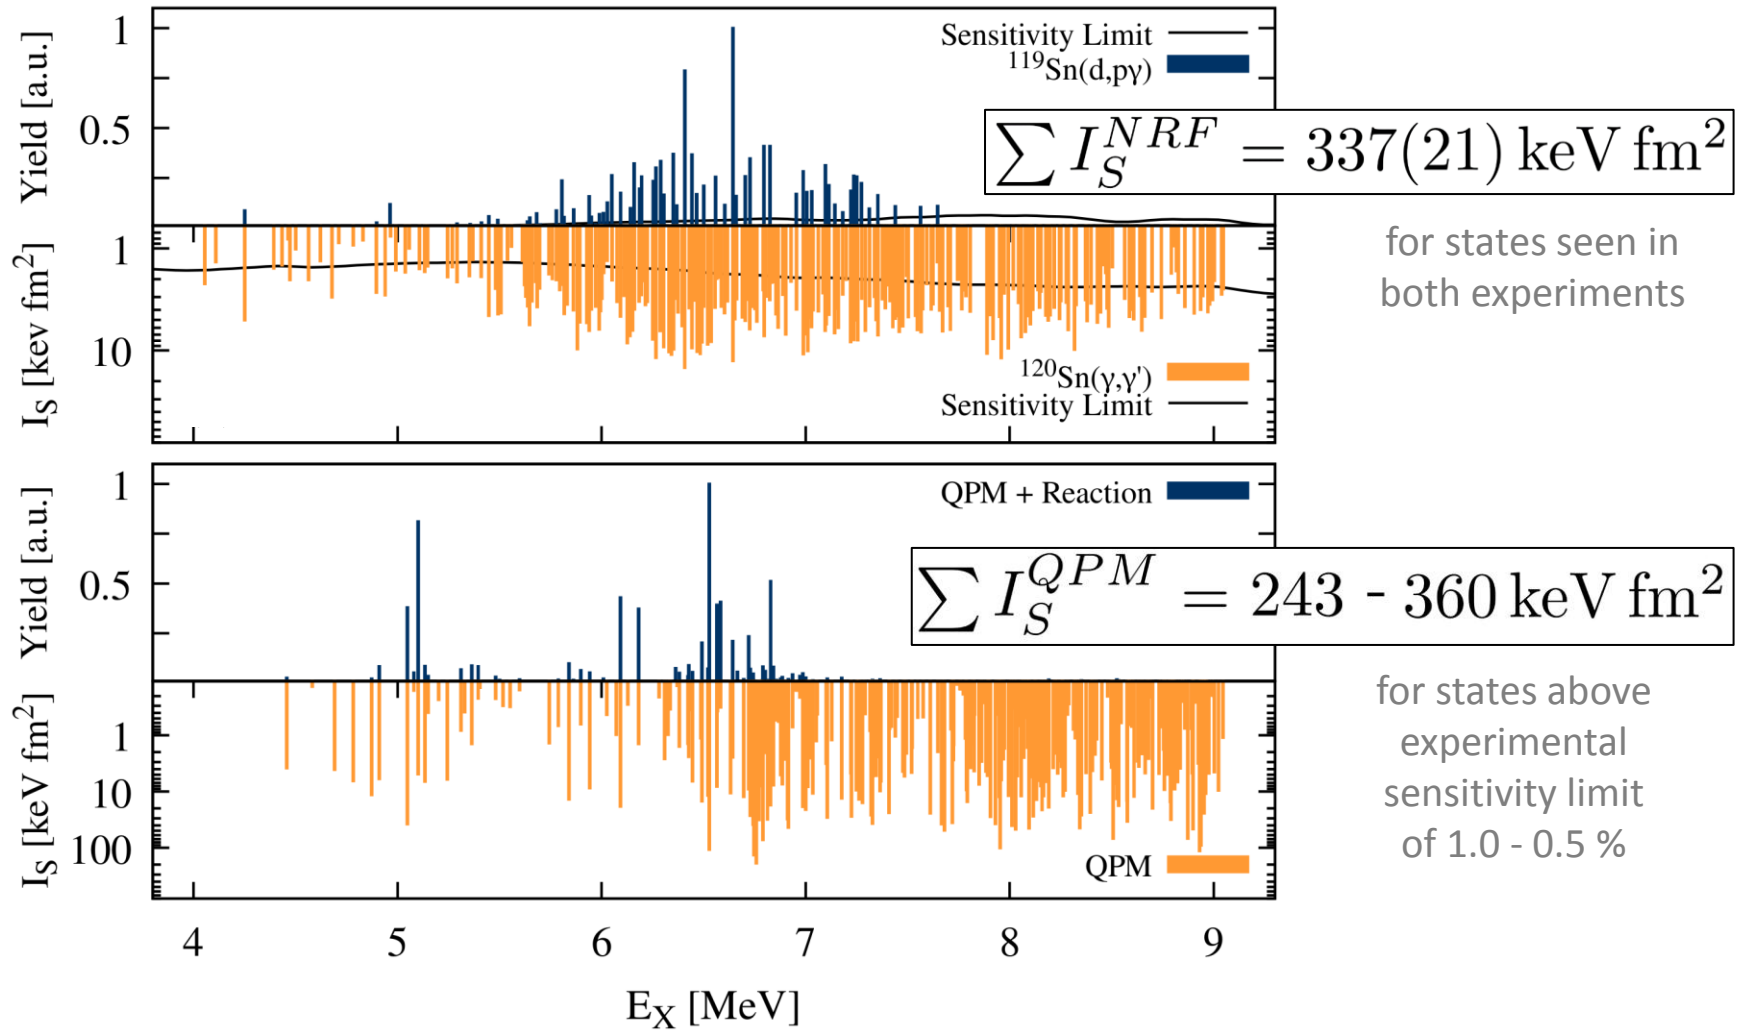 Yield [a.u.]
1
0.5
Sensitivity Limit
¹¹⁹Sn(d,pγ)
∑ I_S^{NRF} = 337(21) keV fm²
for states seen in
both experiments
I_S [kev fm²]
1
10
¹²⁰Sn(γ,γ')
Sensitivity Limit
Yield [a.u.]
1
0.5
QPM + Reaction
∑ I_S^{QPM} = 243 - 360 keV fm²
for states above
experimental
sensitivity limit
of 1.0 - 0.5 %
I_S [keV fm²]
1
10
100
QPM
4 5 6 7 8 9
E_X [MeV]